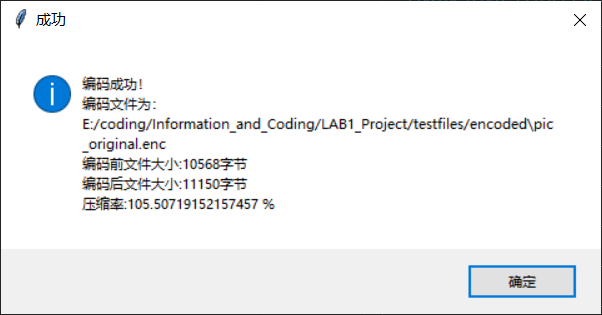 成功
编码成功！
编码文件为：
E:/coding/Information_and_Coding/LAB1_Project/testfiles/encoded\pic
_original.enc
编码前文件大小:10568字节
编码后文件大小:11150字节
压缩率:105.50719152157457 %
确定